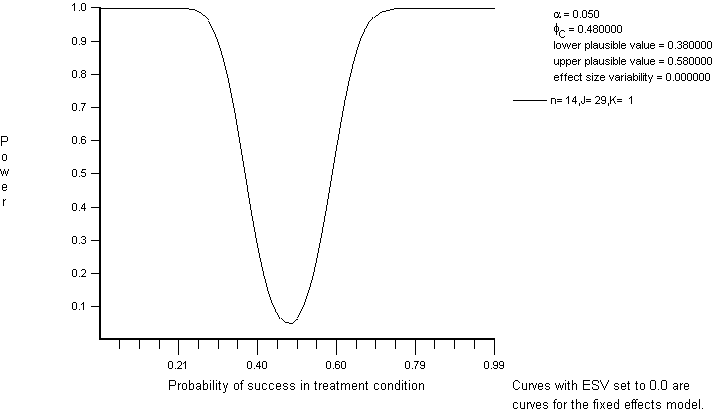 1.0
0.9
0.8
0.7
0.6
0.5
0.4
0.3
0.2
0.1
Power
0.21
0.40
0.60
0.80
0.99
Probability of success in treatment condition
α = 0.050
ϕC = 0.480000
lower plausible value = 0.380000
upper plausible value = 0.580000
effect size variability = 0.000000
n= 14,J= 29,K= 1
Curves with ESV set to 0.0 are
curves for the fixed effects model.